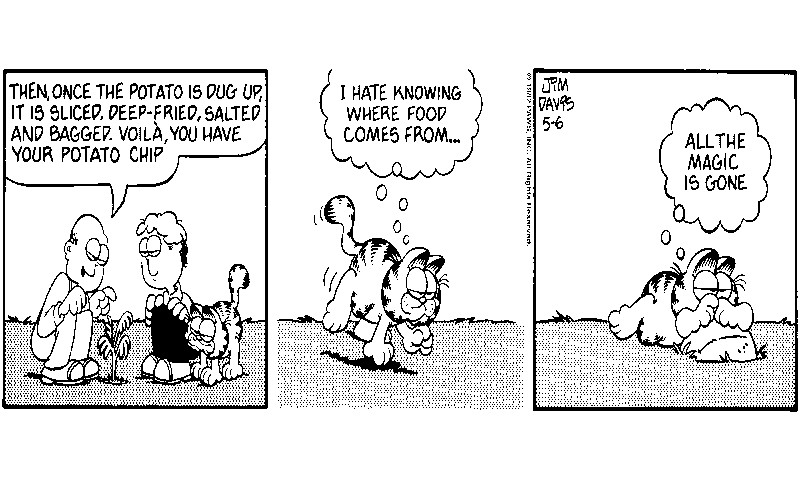 THEN, ONCE THE POTATO IS DUG UP,
IT IS SLICED, DEEP-FRIED, SALTED
AND BAGGED. VOILÀ, YOU HAVE
YOUR POTATO CHIP
I HATE KNOWING
WHERE FOOD
COMES FROM...
JIM
DAVIS
5-6
ALL THE
MAGIC
IS GONE